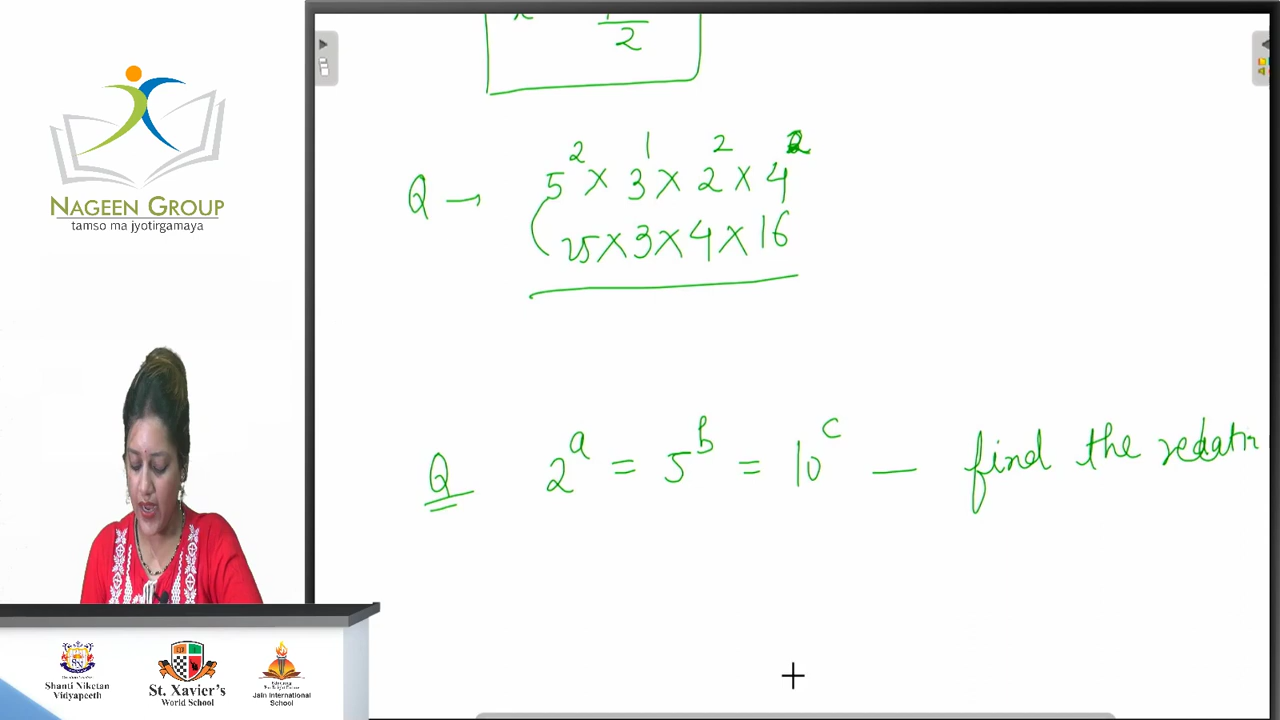 x
2
Q → 5² × 3¹ × 2² × 4²
25 × 3 × 4 × 16
Q 2ᵃ = 5ᵇ = 10ᶜ — find the redatin
NAGEEN GROUP
tamso ma jyotirgamaya
Shanti Niketan
Vidyapeeth
St. Xavier's
World School
Jain International
School